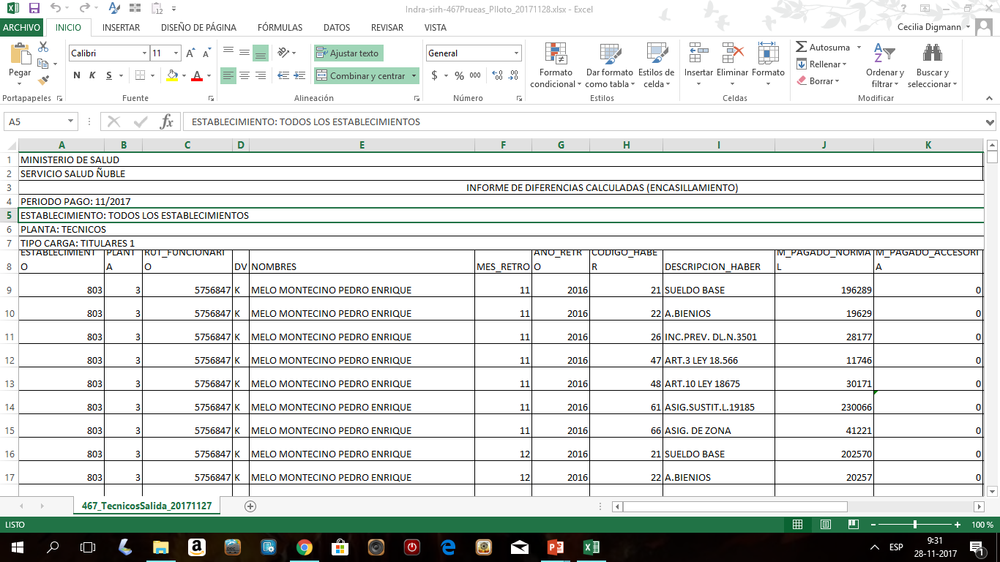 Indra-sirh-467Prueas_PIloto_20171128.xlsx - Excel
ARCHIVO INICIO INSERTAR DISEÑO DE PÁGINA FÓRMULAS DATOS REVISAR VISTA Cecilia Digmann
Pegar
Calibri 11
N K S
Ajustar texto
Combinar y centrar
General
$ % 000
Formato condicional
Dar formato como tabla
Estilos de celda
Insertar Eliminar Formato
Autosuma
Rellenar
Borrar
Ordenar y filtrar
Buscar y seleccionar
Portapapeles Fuente Alineación Número Estilos Celdas Modificar
A5 fx ESTABLECIMIENTO: TODOS LOS ESTABLECIMIENTOS
A B C D E F G H I J K
1 MINISTERIO DE SALUD
2 SERVICIO SALUD ÑUBLE
3 INFORME DE DIFERENCIAS CALCULADAS (ENCASILLAMIENTO)
4 PERIODO PAGO: 11/2017
5 ESTABLECIMIENTO: TODOS LOS ESTABLECIMIENTOS
6 PLANTA: TECNICOS
7 TIPO CARGA: TITULARES 1
8 ESTABLECIMIENTO PLANTA RUT_FUNCIONARIO DV NOMBRES MES_RETRO ANO_RETRO CODIGO_HABER DESCRIPCION_HABER M_PAGADO_NORMAL M_PAGADO_ACCESORIA
9 803 3 5756847 K MELO MONTECINO PEDRO ENRIQUE 11 2016 21 SUELDO BASE 196289 0
10 803 3 5756847 K MELO MONTECINO PEDRO ENRIQUE 11 2016 22 A.BIENIOS 19629 0
11 803 3 5756847 K MELO MONTECINO PEDRO ENRIQUE 11 2016 26 INC.PREV. DL.N.3501 28177 0
12 803 3 5756847 K MELO MONTECINO PEDRO ENRIQUE 11 2016 47 ART.3 LEY 18.566 11746 0
13 803 3 5756847 K MELO MONTECINO PEDRO ENRIQUE 11 2016 48 ART.10 LEY 18675 30171 0
14 803 3 5756847 K MELO MONTECINO PEDRO ENRIQUE 11 2016 61 ASIG.SUSTIT.L.19185 230066 0
15 803 3 5756847 K MELO MONTECINO PEDRO ENRIQUE 11 2016 66 ASIG. DE ZONA 41221 0
16 803 3 5756847 K MELO MONTECINO PEDRO ENRIQUE 12 2016 21 SUELDO BASE 202570 0
17 803 3 5756847 K MELO MONTECINO PEDRO ENRIQUE 12 2016 22 A.BIENIOS 20257 0
467_TecnicosSalida_20171127
LISTO 100 %
ESP 9:31
28-11-2017